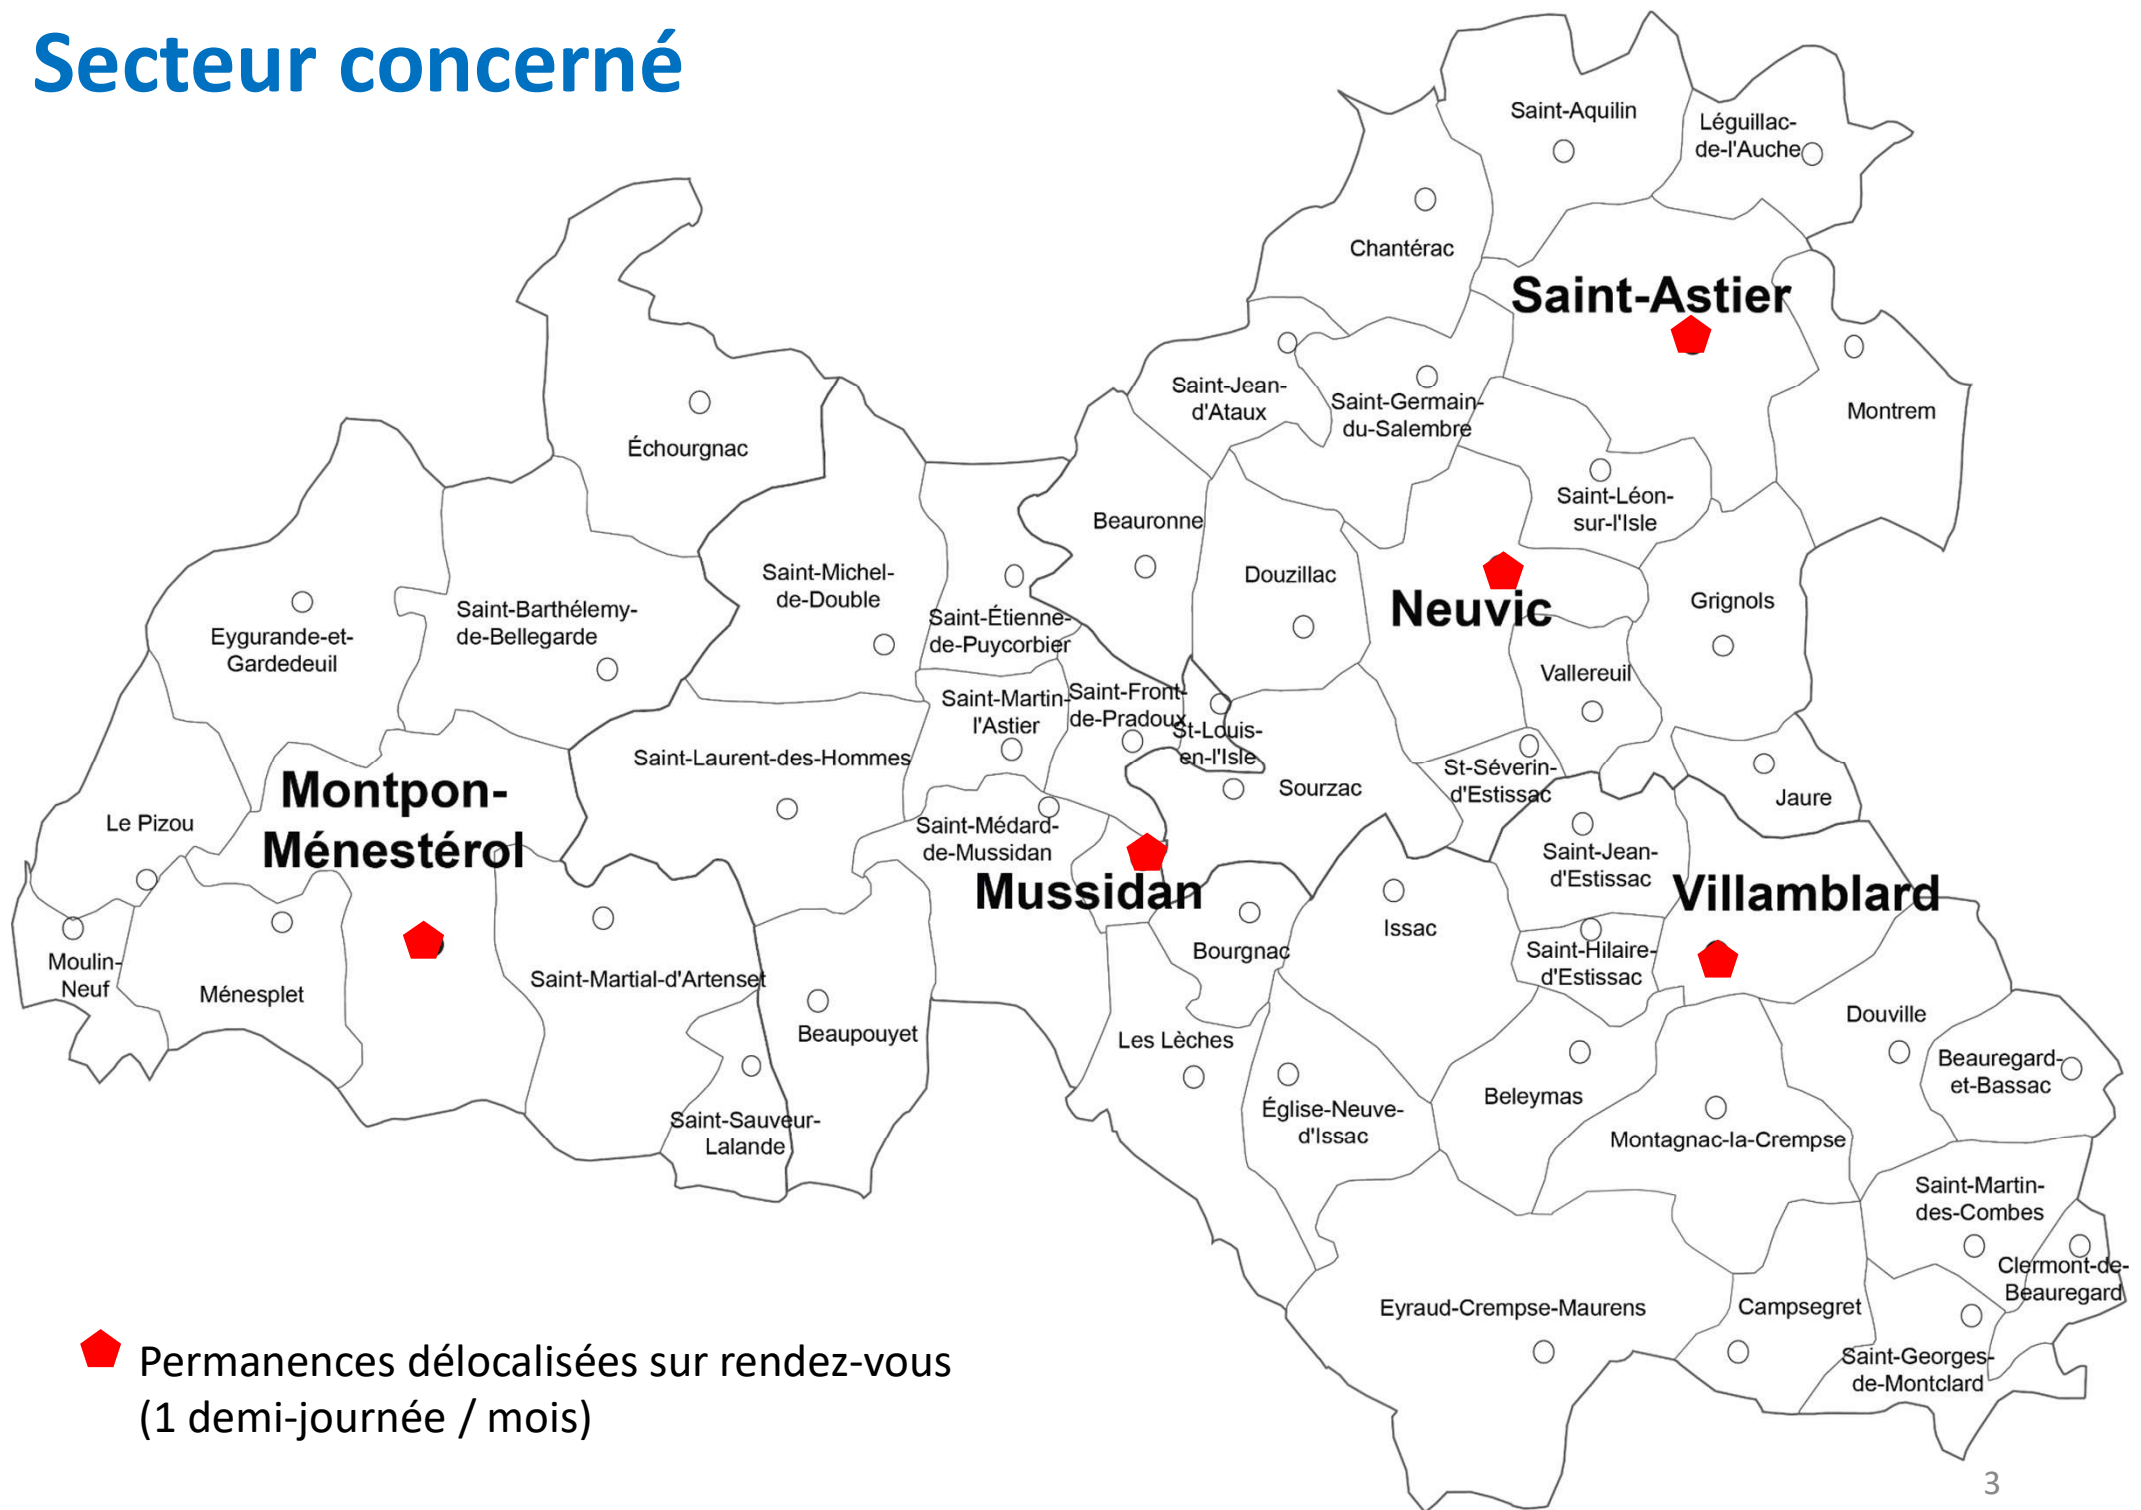 Secteur concerné
Saint-Aquilin
Léguillac-
de-l'Auche
Chantérac
Saint-Astier
Saint-Jean-
d'Ataux
Saint-Germain-
du-Salembre
Montrem
Échourgnac
Saint-Léon-
sur-l'Isle
Beauronne
Douzillac
Neuvic
Grignols
Saint-Michel-
de-Double
Saint-Étienne-
de-Puycorbier
Saint-Barthélemy-
de-Bellegarde
Eygurande-et-
Gardedeuil
Vallereuil
Saint-Martin-
l'Astier
Saint-Front-
de-Pradoux
St-Louis-
en-l'Isle
Saint-Laurent-des-Hommes
Sourzac
St-Séverin-
d'Estissac
Jaure
Montpon-
Ménestérol
Le Pizou
Saint-Médard-
de-Mussidan
Mussidan
Saint-Jean-
d'Estissac
Villamblard
Issac
Bourgnac
Saint-Hilaire-
d'Estissac
Moulin-
Neuf
Ménesplet
Saint-Martial-d'Artenset
Beaupouyet
Les Lèches
Douville
Beauregard-
et-Bassac
Église-Neuve-
d'Issac
Beleymas
Montagnac-la-Crempse
Saint-Sauveur-
Lalande
Saint-Martin-
des-Combes
Clermont-de-
Beauregard
Eyraud-Crempse-Maurens
Campsegret
Saint-Georges-
de-Montclard
Permanences délocalisées sur rendez-vous
(1 demi-journée / mois)
3